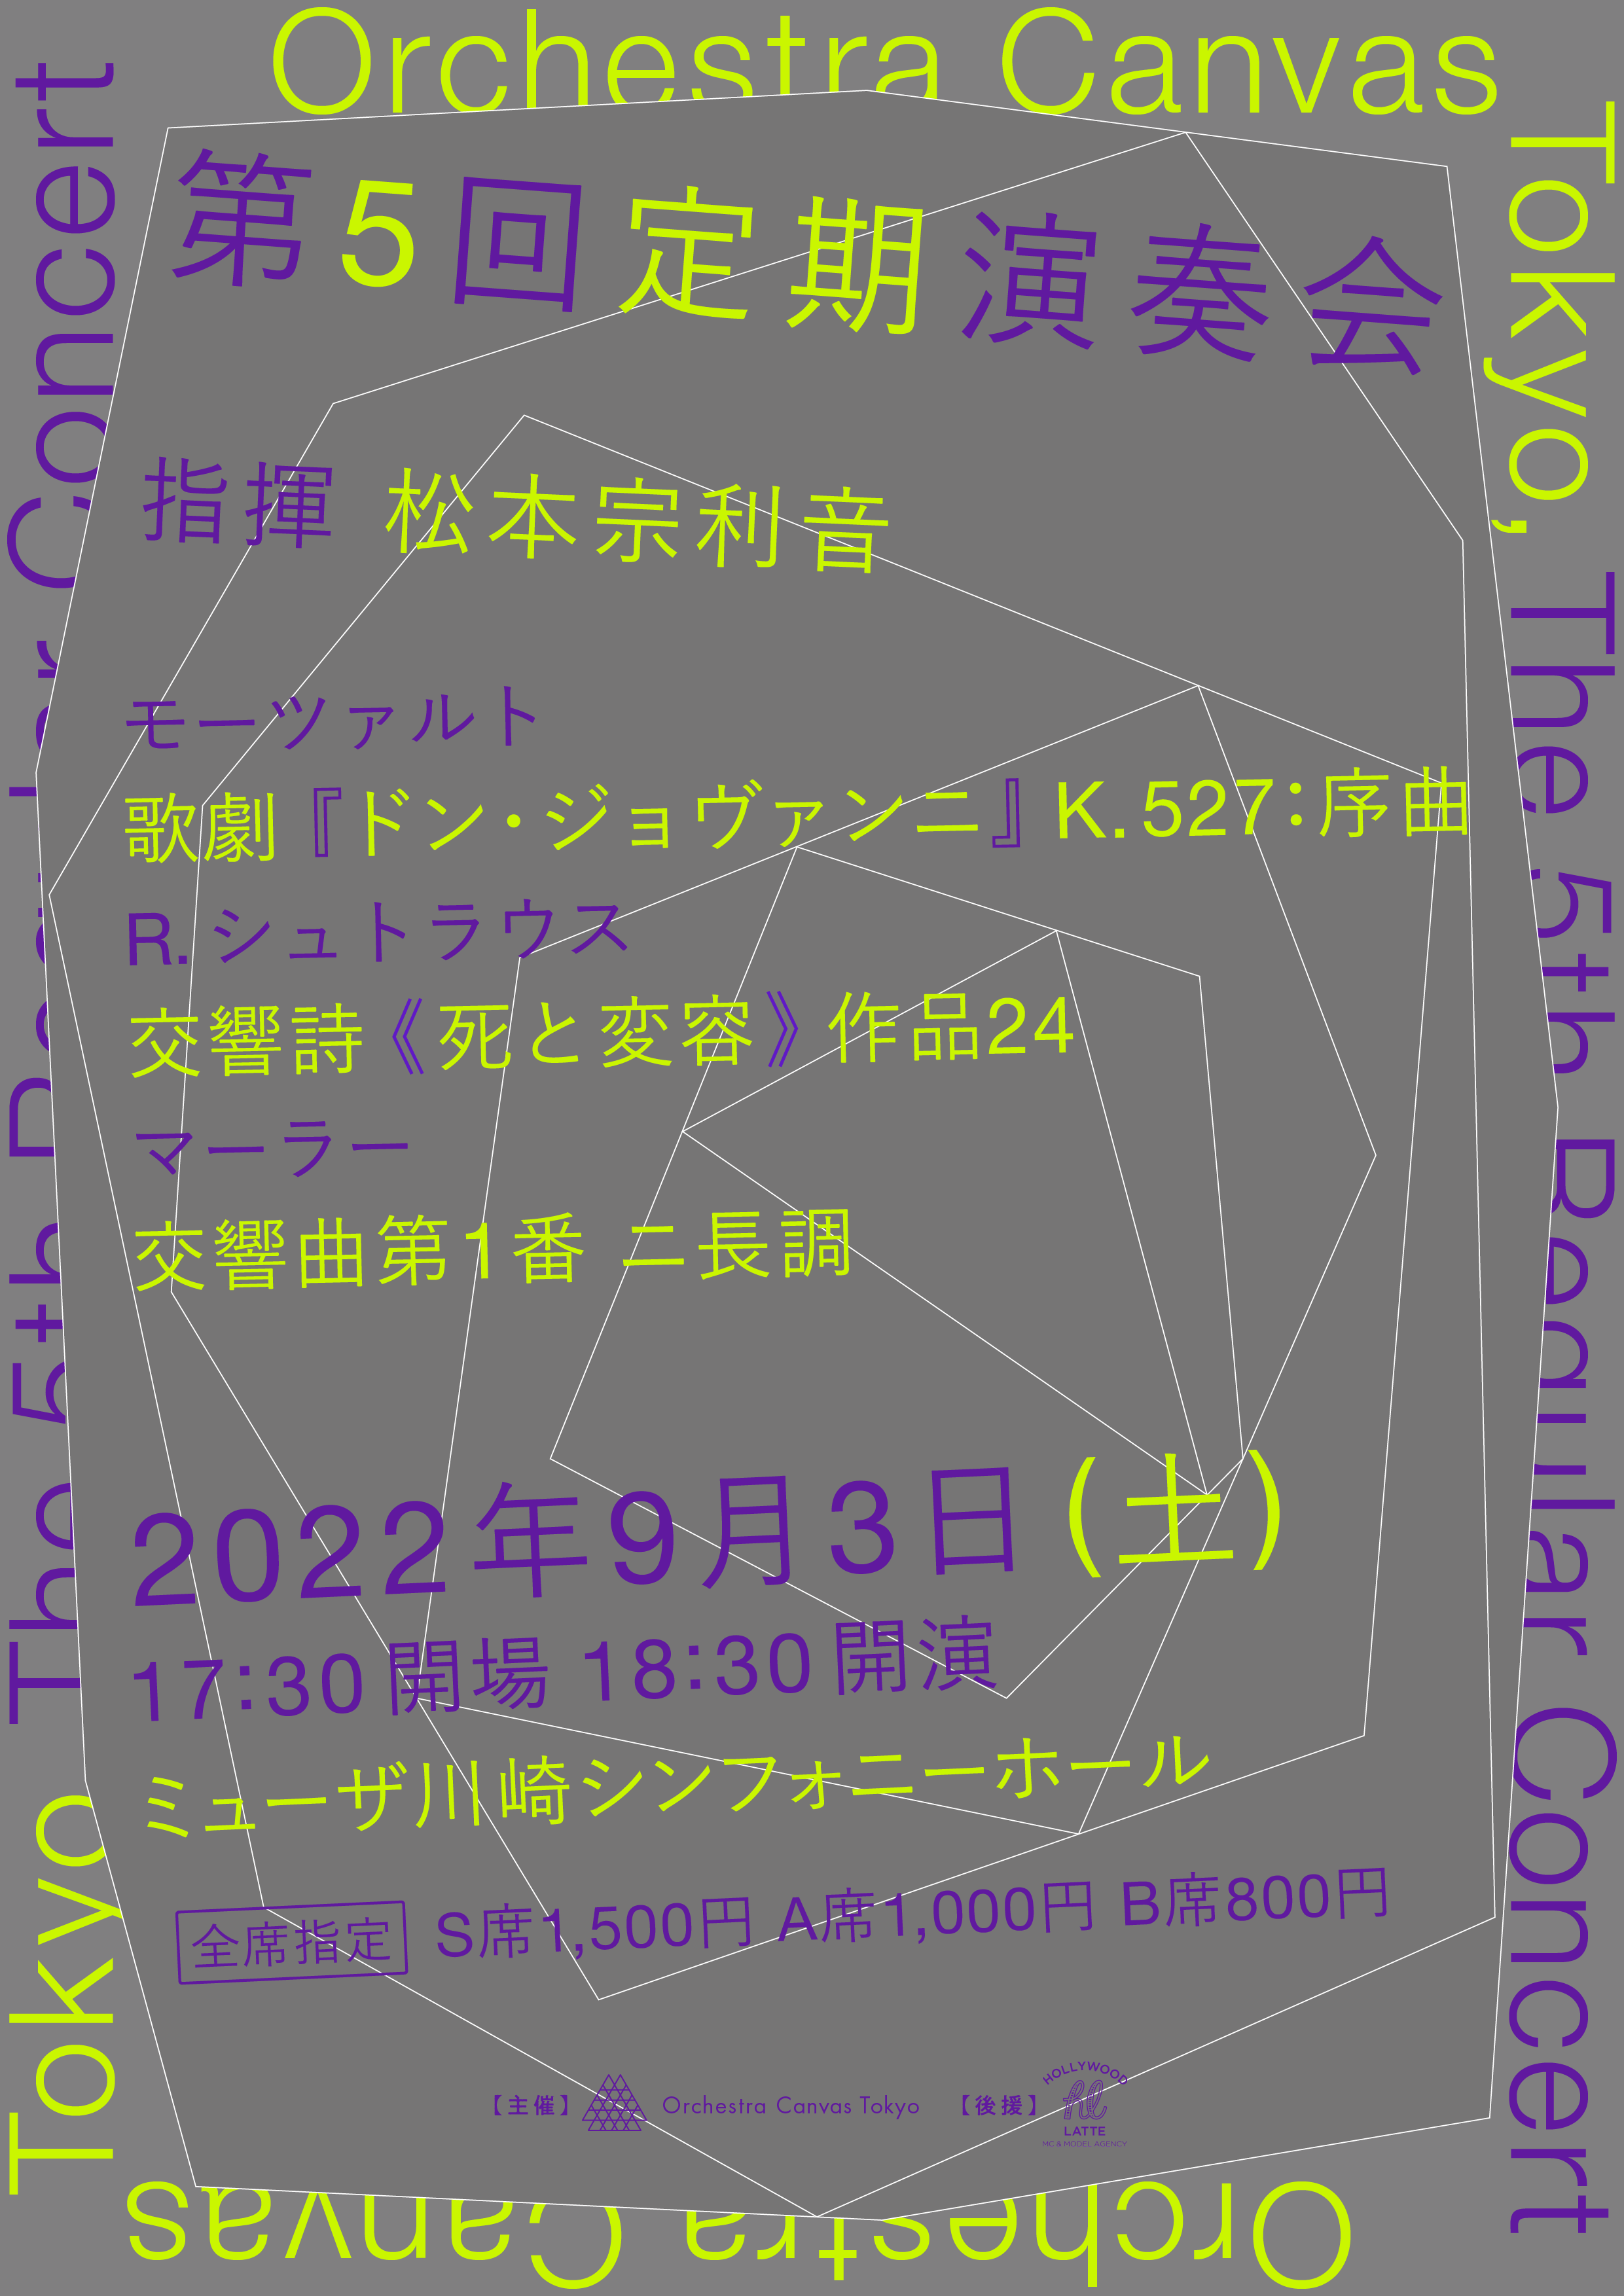 Orchestra Canvas
Tokyo, The 5th Regular Concert
第5回定期演奏会
指揮 松本宗利音
モーツァルト
歌劇『ドン・ジョヴァンニ』K.527:序曲
R.シュトラウス
交響詩《死と変容》作品24
マーラー
交響曲第1番 ニ長調
2022年9月3日(土)
17:30開場 18:30開演
ミューザ川崎シンフォニーホール
全席指定 S席1,500円 A席1,000円 B席800円
【主催】 Orchestra Canvas Tokyo 【後援】 HOLLYWOOD
hl
LATTE
MC & MODEL AGENCY
Orchestra Canvas
Tokyo The 5th Regular Concert